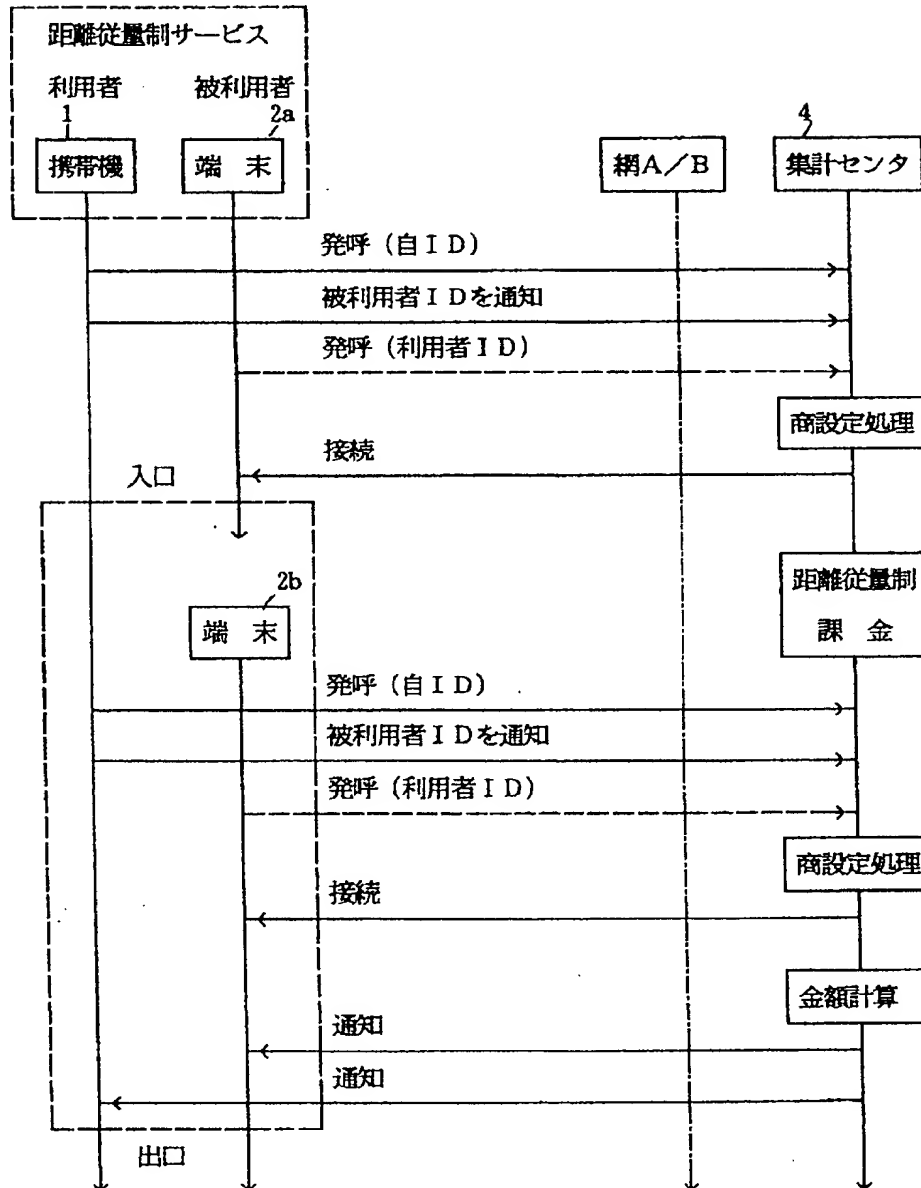 距離従量制サービス
利用者 被利用者
1 2a 4
携帯機 端 末 網A/B 集計センタ
発呼(自ID)
被利用者IDを通知
発呼(利用者ID)
商設定処理
接続
入口
距離従量制
課 金
2b
端 末
発呼(自ID)
被利用者IDを通知
発呼(利用者ID)
商設定処理
接続
金額計算
通知
通知
出口